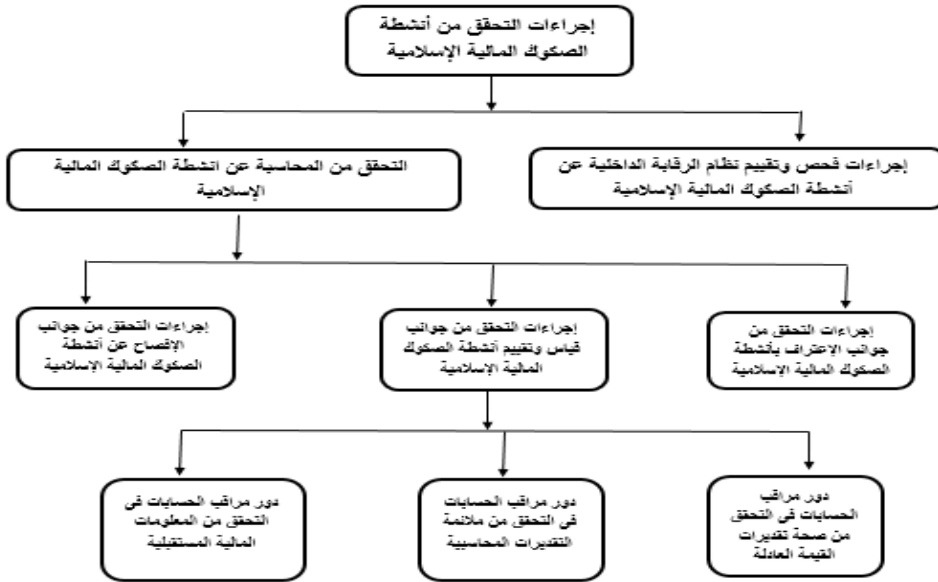 إجراءات التحقق من أنشطة
الصكوك المالية الإسلامية
إجراءات فحص وتقييم نظام الرقابة الداخلية عن
أنشطة الصكوك المالية الإسلامية
التحقق من المحاسبة عن انشطة الصكوك المالية
الإسلامية
إجراءات التحقق من
جوانب الإعتراف بأنشطة
الصكوك المالية الإسلامية
إجراءات التحقق من جوانب
قياس وتقييم أنشطة الصكوك
المالية الإسلامية
إجراءات التحقق من جوانب
الإفصاح عن أنشطة
الصكوك المالية الإسلامية
دور مراقب
الحسابات فى التحقق
من صحة تقديرات
القيمة العادلة
دور مراقب الحسابات
فى التحقق من ملائمة
التقديرات المحاسبية
دور مراقب الحسابات فى
التحقق من المعلومات
المالية المستقبلية